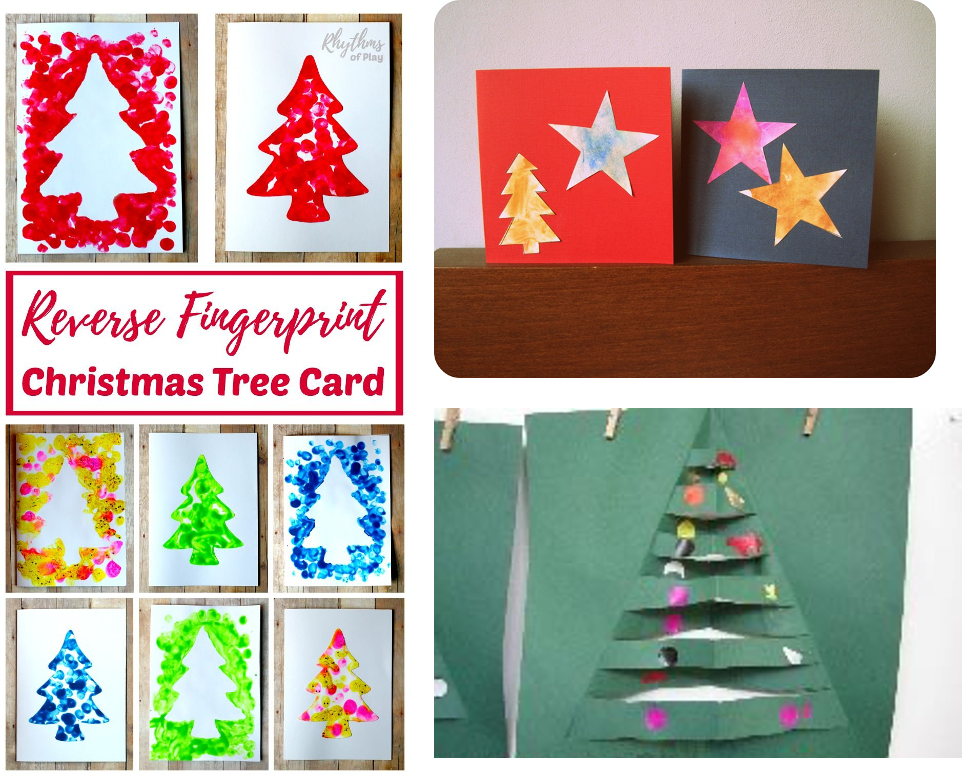 Rhythms
of Play
Reverse Fingerprint
Christmas Tree Card